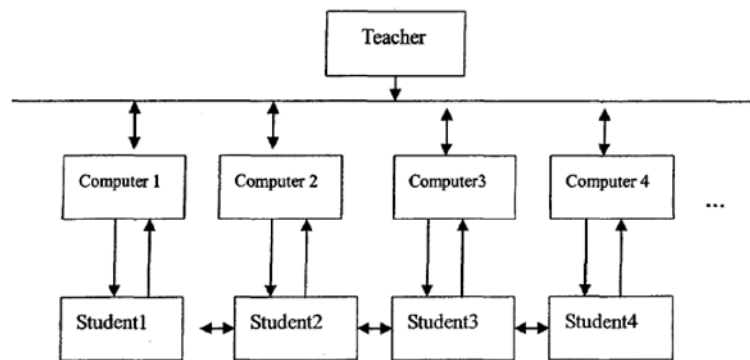 Teacher
Computer 1
Computer 2
Computer3
Computer 4
...
Student1
Student2
Student3
Student4